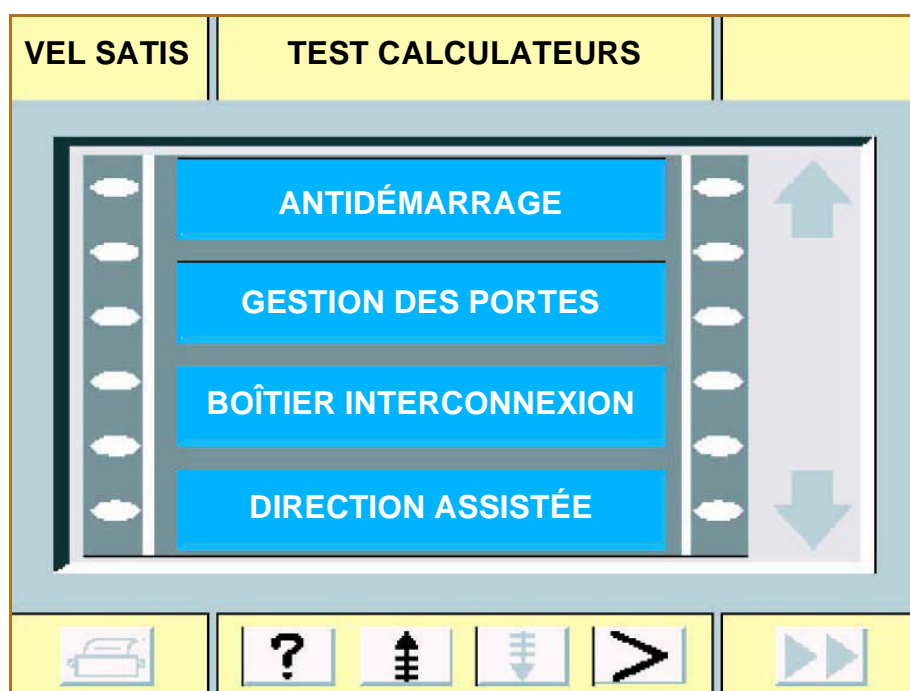 VEL SATIS
TEST CALCULATEURS
ANTIDÉMARRAGE
GESTION DES PORTES
BOÎTIER INTERCONNEXION
DIRECTION ASSISTÉE
?
>